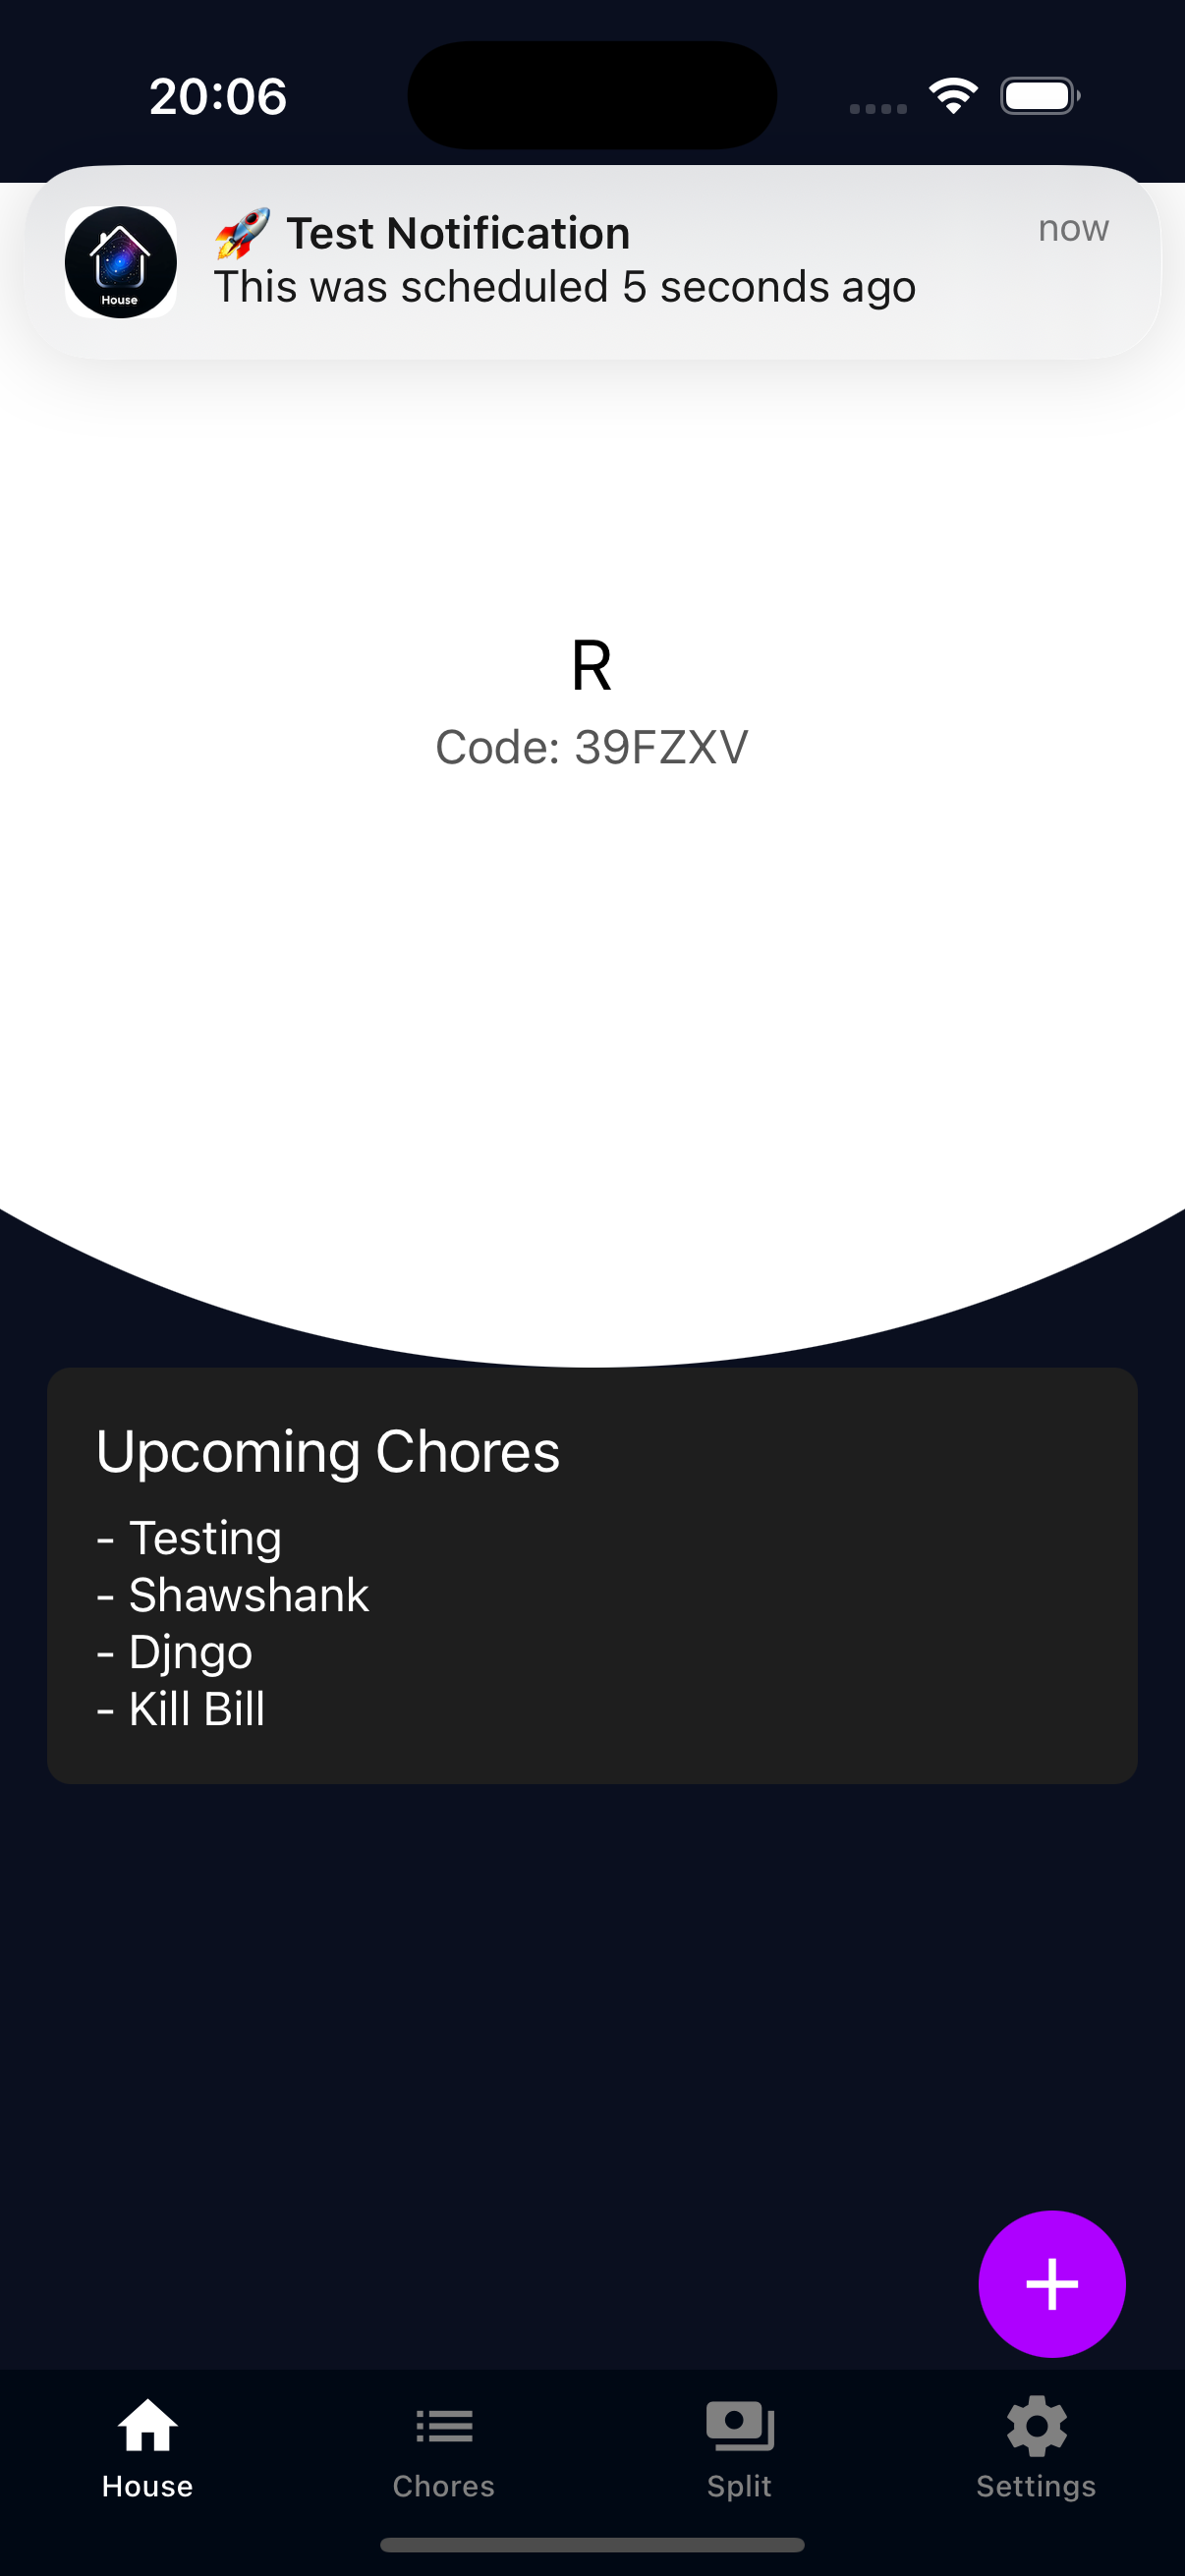 20:06
🚀 Test Notification
now
This was scheduled 5 seconds ago
House
R
Code: 39FZXV
Upcoming Chores
- Testing
- Shawshank
- Djngo
- Kill Bill
House
Chores
Split
Settings